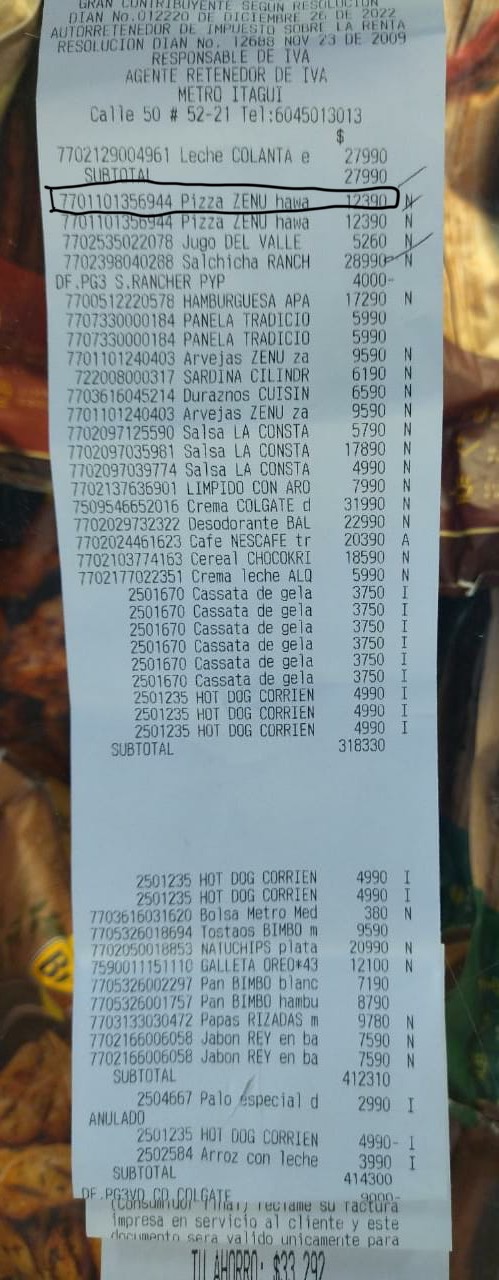 GRAN CONTRIBUYENTE SEGUN RESOLUCION
DIAN No.012220 DE DICIEMBRE 26 DE 2022
AUTORRETENEDOR DE IMPUESTO SOBRE LA RENTA
RESOLUCION DIAN No. 12688 NOV 23 DE 2009
RESPONSABLE DE IVA
AGENTE RETENEDOR DE IVA
METRO ITAGUI
Calle 50 # 52-21 Tel:6045013013
$
7702129004961 Leche COLANTA e 27990
SUBTOTAL 27990
7701101356944 Pizza ZENU hawa 12390 N
7701101356944 Pizza ZENU hawa 12390 N
7702535022078 Jugo DEL VALLE 5260 N
7702398040288 Salchicha RANCH 28990 N
DF.PG3 S.RANCHER PYP 4000-
7700512220578 HAMBURGUESA APA 17290 N
7707330000184 PANELA TRADICIO 5990
7707330000184 PANELA TRADICIO 5990
7701101240403 Arvejas ZENU za 9590 N
722008000317 SARDINA CILINDR 6190 N
7703616045214 Duraznos CUISIN 6590 N
7701101240403 Arvejas ZENU za 9590 N
7702097125590 Salsa LA CONSTA 5790 N
7702097035981 Salsa LA CONSTA 17890 N
7702097039774 Salsa LA CONSTA 4990 N
7702137636901 LIMPIDO CON ARO 7990 N
7509546652016 Crema COLGATE d 31990 N
7702029732322 Desodorante BAL 22990 N
7702024461623 Cafe NESCAFE tr 20390 A
7702103774163 Cereal CHOCOKRI 18590 N
7702177022351 Crema leche ALQ 5990 N
2501670 Cassata de gela 3750 I
2501670 Cassata de gela 3750 I
2501670 Cassata de gela 3750 I
2501670 Cassata de gela 3750 I
2501670 Cassata de gela 3750 I
2501670 Cassata de gela 3750 I
2501235 HOT DOG CORRIEN 4990 I
2501235 HOT DOG CORRIEN 4990 I
2501235 HOT DOG CORRIEN 4990 I
SUBTOTAL 318330
2501235 HOT DOG CORRIEN 4990 I
2501235 HOT DOG CORRIEN 4990 I
7703616031620 Bolsa Metro Med 380 N
7705326018694 Tostaos BIMBO m 9590
7702050018853 NATUCHIPS plata 20990 N
7590011151110 GALLETA OREO*43 12100 N
7705326002297 Pan BIMBO blanc 7190
7705326001757 Pan BIMBO hambu 8790
7703133030472 Papas RIZADAS m 9780 N
7702166006058 Jabon REY en ba 7590 N
7702166006058 Jabon REY en ba 7590 N
SUBTOTAL 412310
2504667 Palo especial d 2990 I
ANULADO
2501235 HOT DOG CORRIEN 4990- I
2502584 Arroz con leche 3990 I
SUBTOTAL 414300
DF.PG3YD CD COLGATE 9000-
(Consumidor Final) reclame su factura
impresa en servicio al cliente y este
documento sera valido unicamente para
TU AHORRO: $33,292